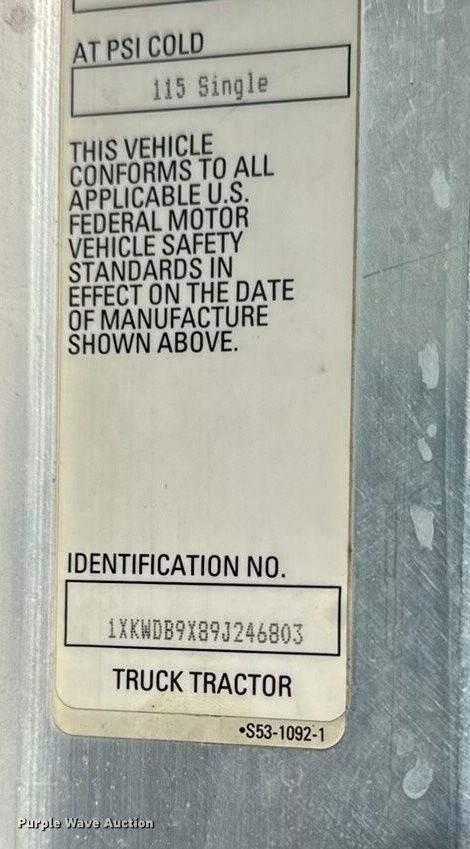 AT PSI COLD
115 Single
THIS VEHICLE
CONFORMS TO ALL
APPLICABLE U.S.
FEDERAL MOTOR
VEHICLE SAFETY
STANDARDS IN
EFFECT ON THE DATE
OF MANUFACTURE
SHOWN ABOVE.
IDENTIFICATION NO.
1XKWDB9X89J246803
TRUCK TRACTOR
•S53-1092-1
Purple Wave Auction